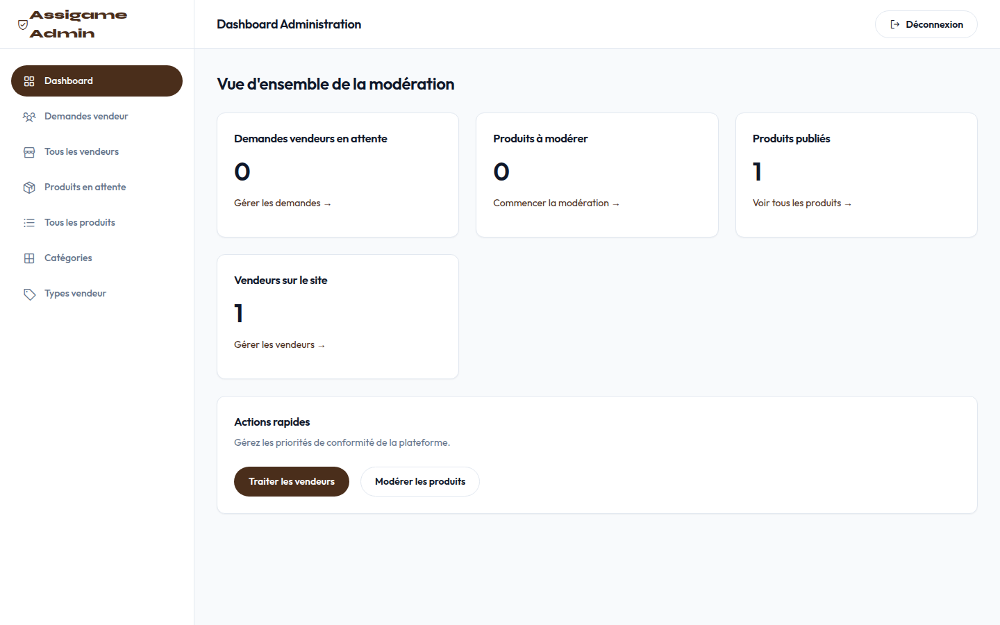 Assigame
Admin
Dashboard Administration
Déconnexion
Dashboard
Demandes vendeur
Tous les vendeurs
Produits en attente
Tous les produits
Catégories
Types vendeur
Vue d'ensemble de la modération
Demandes vendeurs en attente
0
Gérer les demandes →
Produits à modérer
0
Commencer la modération →
Produits publiés
1
Voir tous les produits →
Vendeurs sur le site
1
Gérer les vendeurs →
Actions rapides
Gérez les priorités de conformité de la plateforme.
Traiter les vendeurs
Modérer les produits